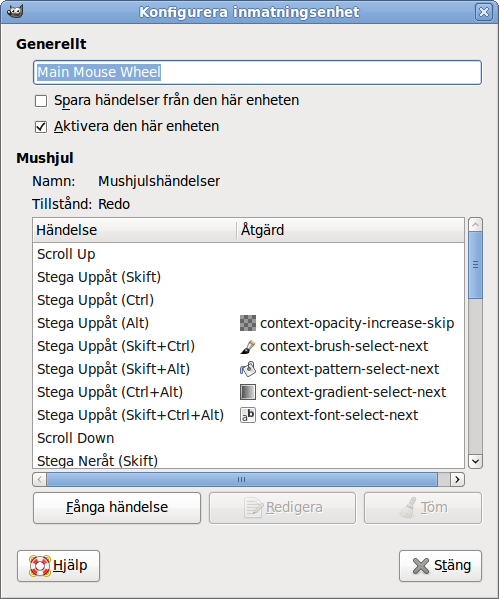 Konfigurera inmatningsenhet
Generellt
Main Mouse Wheel
Spara händelser från den här enheten
Aktivera den här enheten
Mushjul
Namn: Mushjulshändelser
Tillstånd: Redo
Händelse Åtgärd
Scroll Up
Stega Uppåt (Skift)
Stega Uppåt (Ctrl)
Stega Uppåt (Alt) context-opacity-increase-skip
Stega Uppåt (Skift+Ctrl) context-brush-select-next
Stega Uppåt (Skift+Alt) context-pattern-select-next
Stega Uppåt (Ctrl+Alt) context-gradient-select-next
Stega Uppåt (Skift+Ctrl+Alt) ab context-font-select-next
Scroll Down
Stega Neråt (Skift)
Fånga händelse Redigera Töm
Hjälp Stäng